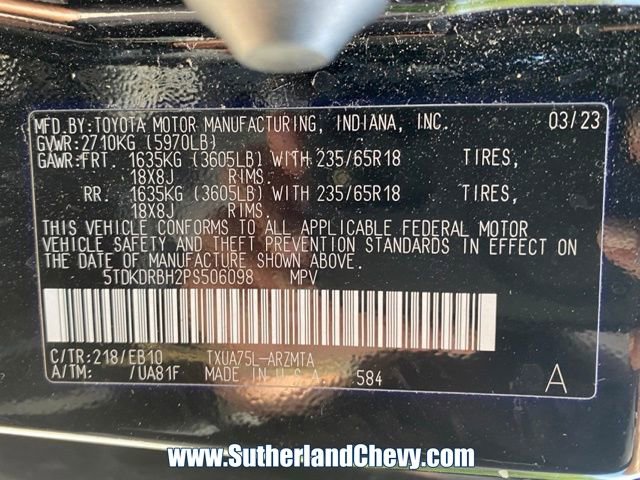 MFD.BY:TOYOTA MOTOR MANUFACTURING, INDIANA, INC. 03/23
GVWR:2710KG (5970LB)
GAWR:FRT. 1635KG (3605LB) WITH 235/65R18 TIRES,
18X8J RIMS
RR. 1635KG (3605LB) WITH 235/65R18 TIRES,
18X8J RIMS.
THIS VEHICLE CONFORMS TO ALL APPLICABLE FEDERAL MOTOR
VEHICLE SAFETY AND THEFT PREVENTION STANDARDS IN EFFECT ON
THE DATE OF MANUFACTURE SHOWN ABOVE.
5TDKDRBH2PS506098 MPV
C/TR:218/EB10 TXUA75L-ARZMTA
A/TM: /UA81F MADE IN U.S.A. 584 A
www.SutherlandChevy.com